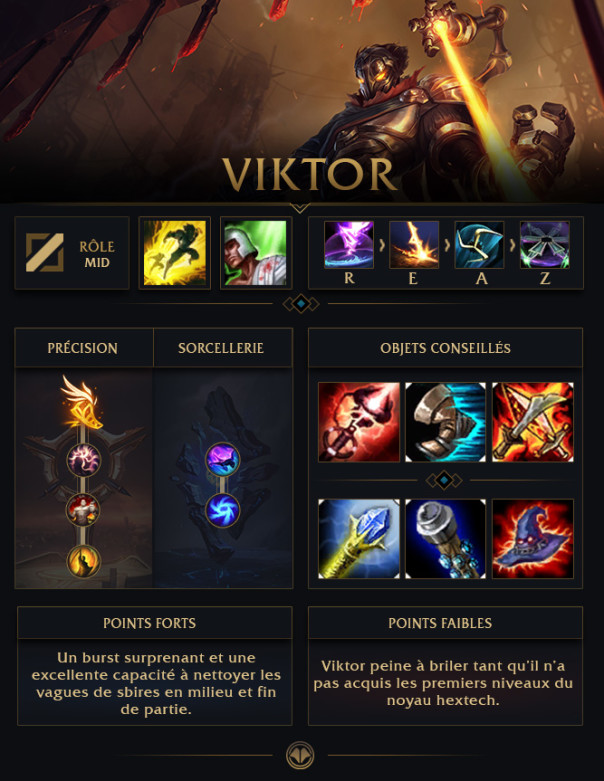 VIKTOR
RÔLE
MID
R
E
A
Z
PRÉCISION
SORCELLERIE
OBJETS CONSEILLÉS
POINTS FORTS
Un burst surprenant et une
excellente capacité à nettoyer les
vagues de sbires en milieu et fin
de partie.
POINTS FAIBLES
Viktor peine à briler tant qu'il n'a
pas acquis les premiers niveaux du
noyau hextech.